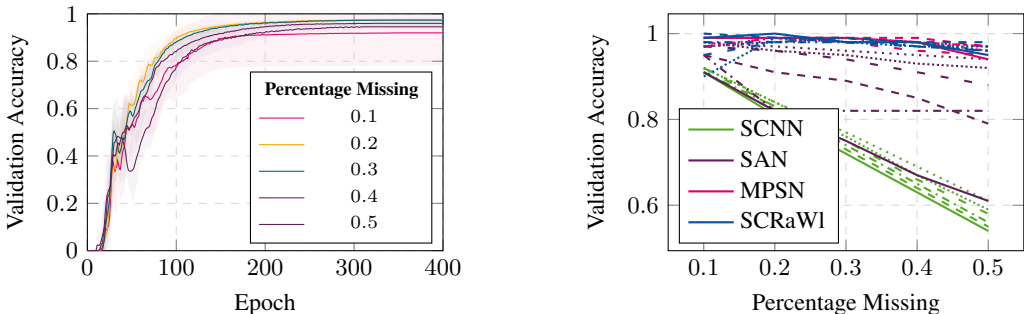 1
0.8
0.6
0.4
0.2
0
0
100
200
300
400
Validation Accuracy
Epoch
Percentage Missing
0.1
0.2
0.3
0.4
0.5
1
0.8
0.6
0.1
0.2
0.3
0.4
0.5
Validation Accuracy
Percentage Missing
SCNN
SAN
MPSN
SCRaWl